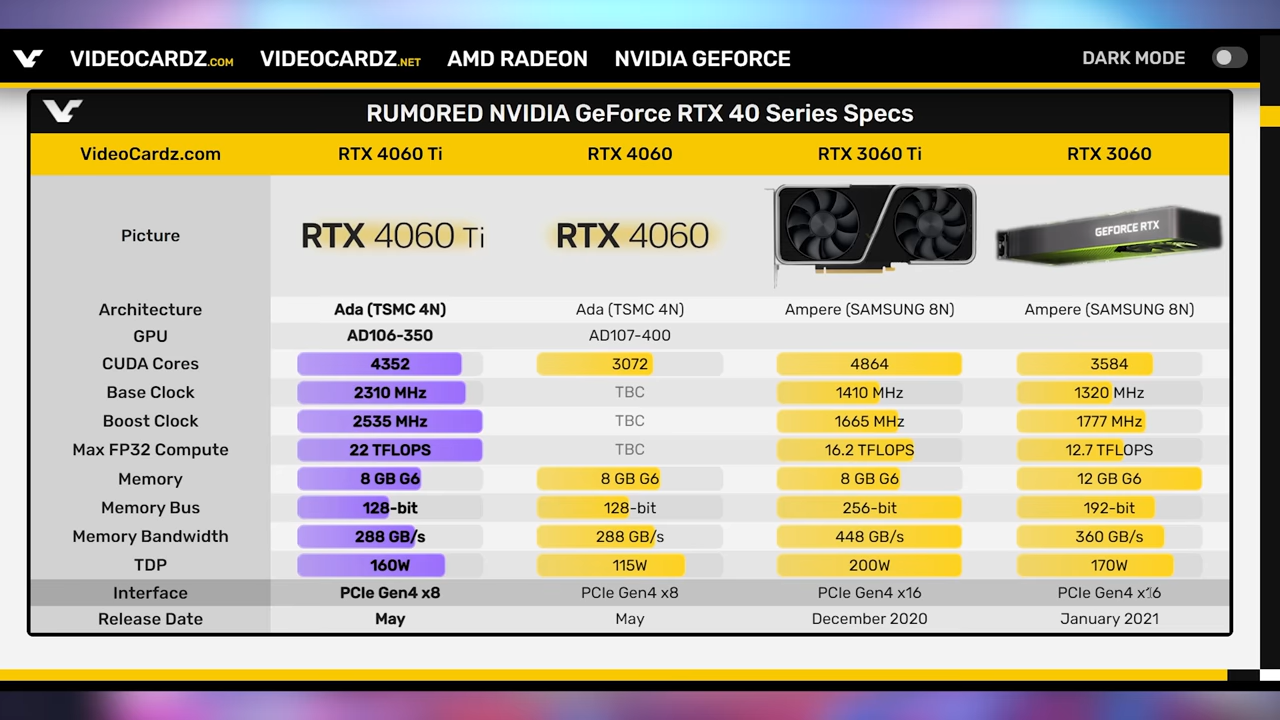 VIDEOCARDZ.COM VIDEOCARDZ.NET AMD RADEON NVIDIA GEFORCE DARK MODE
RUMORED NVIDIA GeForce RTX 40 Series Specs
VideoCardz.com RTX 4060 Ti RTX 4060 RTX 3060 Ti RTX 3060
Picture RTX 4060 Ti RTX 4060 GEFORCE RTX
Architecture Ada (TSMC 4N) Ada (TSMC 4N) Ampere (SAMSUNG 8N) Ampere (SAMSUNG 8N)
GPU AD106-350 AD107-400
CUDA Cores 4352 3072 4864 3584
Base Clock 2310 MHz TBC 1410 MHz 1320 MHz
Boost Clock 2535 MHz TBC 1665 MHz 1777 MHz
Max FP32 Compute 22 TFLOPS TBC 16.2 TFLOPS 12.7 TFLOPS
Memory 8 GB G6 8 GB G6 8 GB G6 12 GB G6
Memory Bus 128-bit 128-bit 256-bit 192-bit
Memory Bandwidth 288 GB/s 288 GB/s 448 GB/s 360 GB/s
TDP 160W 115W 200W 170W
Interface PCIe Gen4 x8 PCIe Gen4 x8 PCIe Gen4 x16 PCIe Gen4 x16
Release Date May May December 2020 January 2021